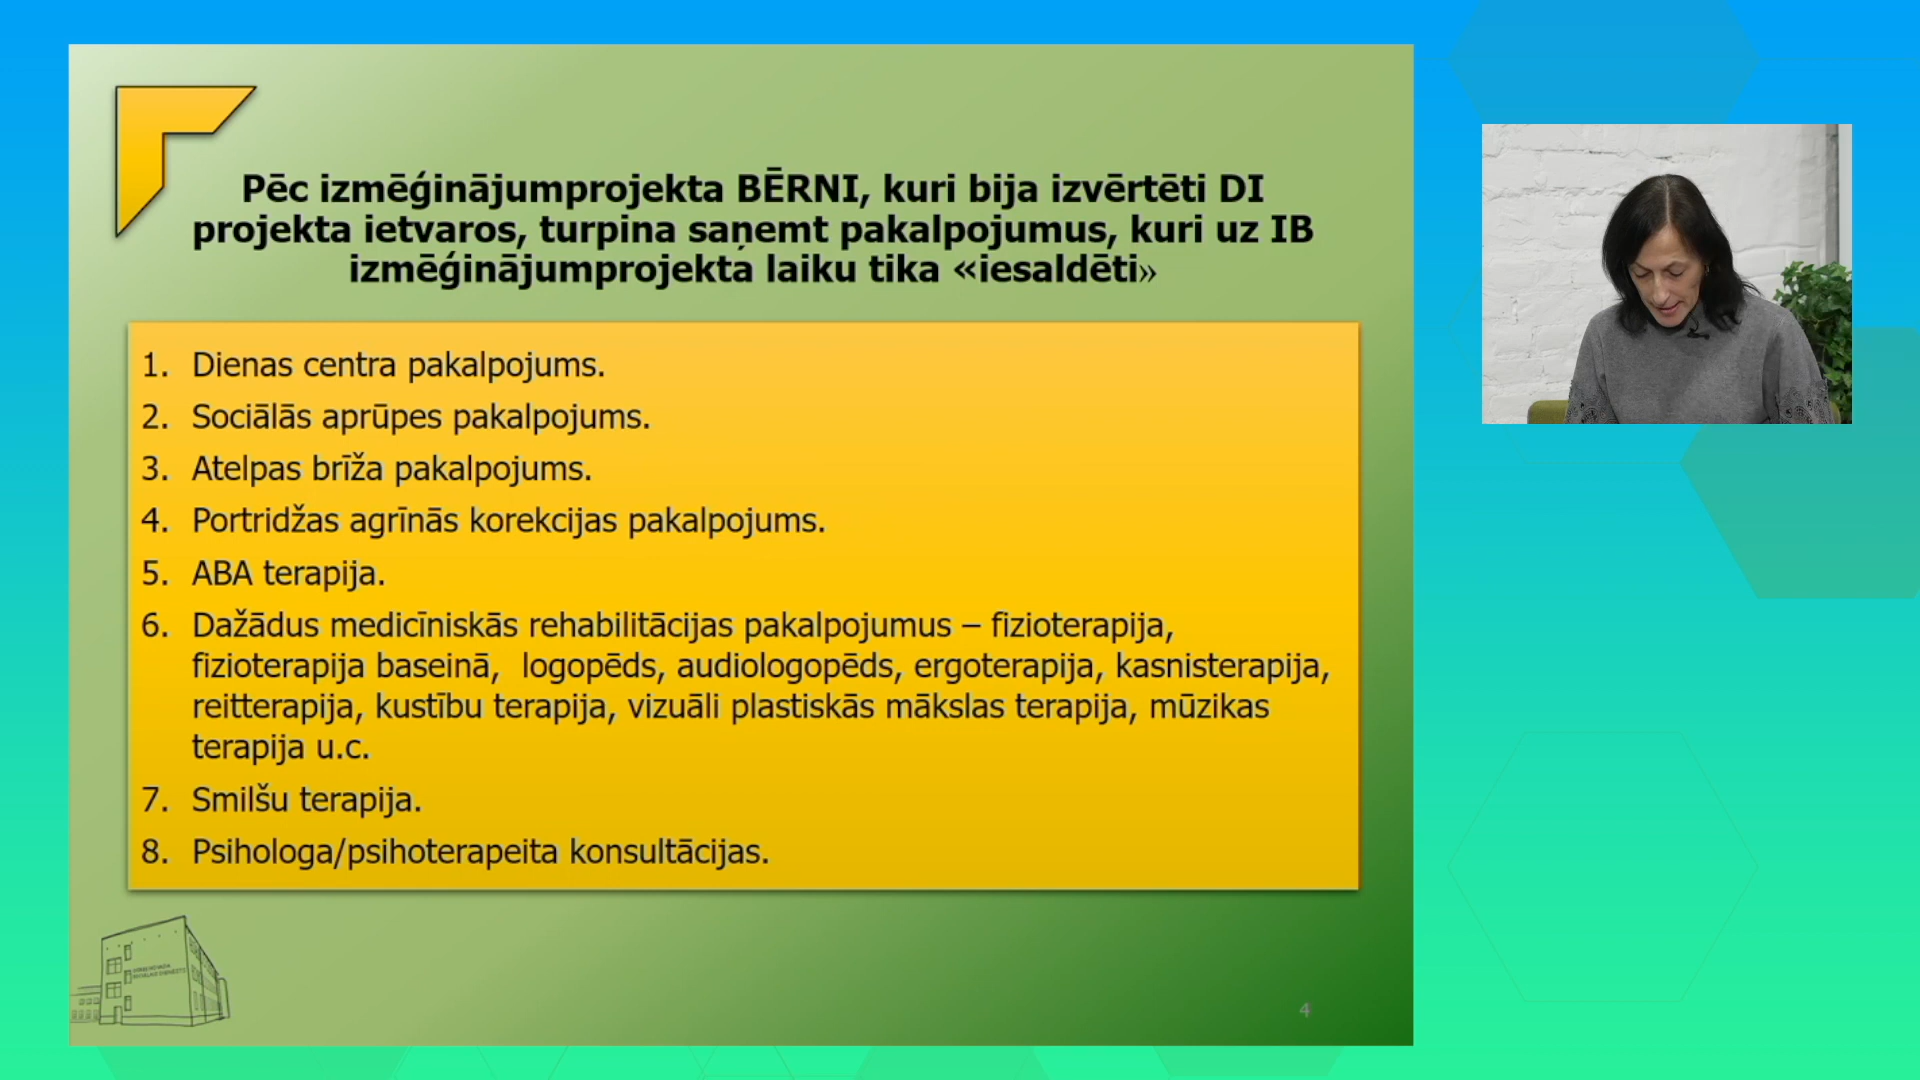 Pēc izmēģinājumprojekta BĒRNI, kuri bija izvērtēti DI
projekta ietvaros, turpina saņemt pakalpojumus, kuri uz IB
izmēģinājumprojekta laiku tika «iesaldēti»
1. Dienas centra pakalpojums.
2. Sociālās aprūpes pakalpojums.
3. Atelpas brīža pakalpojums.
4. Portridžas agrīnās korekcijas pakalpojums.
5. ABA terapija.
6. Dažādus medicīniskās rehabilitācijas pakalpojumus – fizioterapija,
fizioterapija baseinā, logopēds, audiologopēds, ergoterapija, kasnisterapija,
reitterapija, kustību terapija, vizuāli plastiskās mākslas terapija, mūzikas
terapija u.c.
7. Smilšu terapija.
8. Psihologa/psihoterapeita konsultācijas.
4